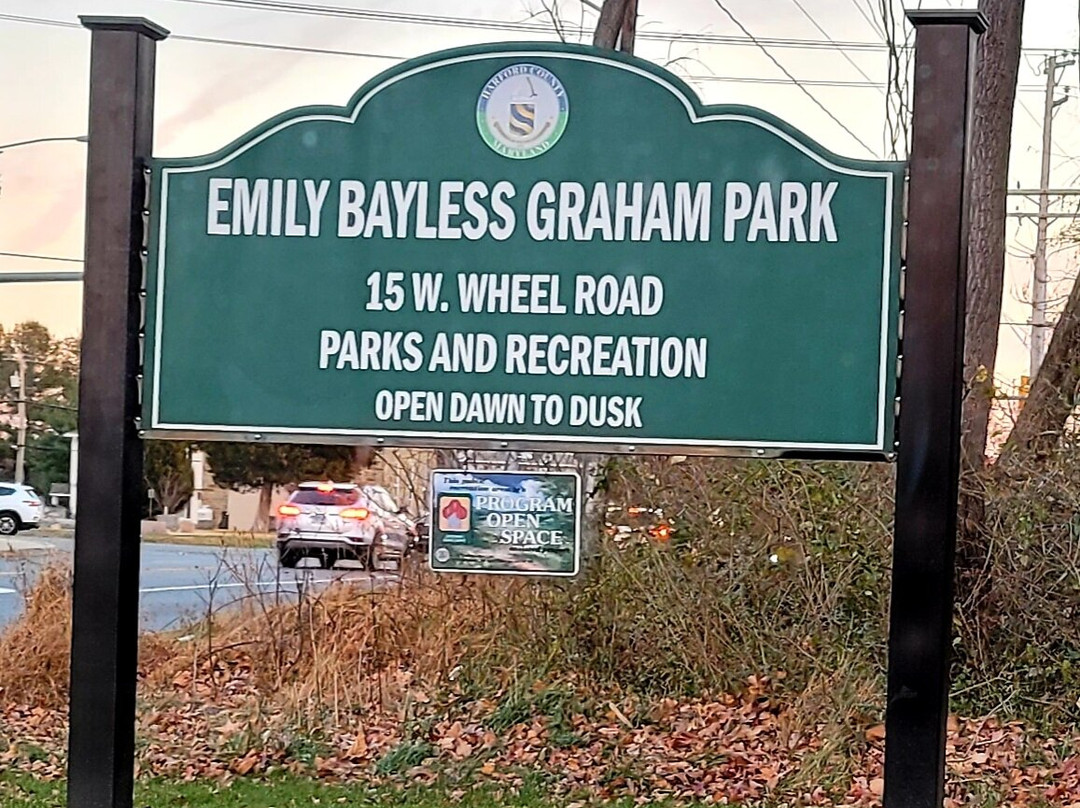 HARFORD COUNTY
MARYLAND
EMILY BAYLESS GRAHAM PARK
15 W. WHEEL ROAD
PARKS AND RECREATION
OPEN DAWN TO DUSK
PROGRAM
OPEN
SPACE